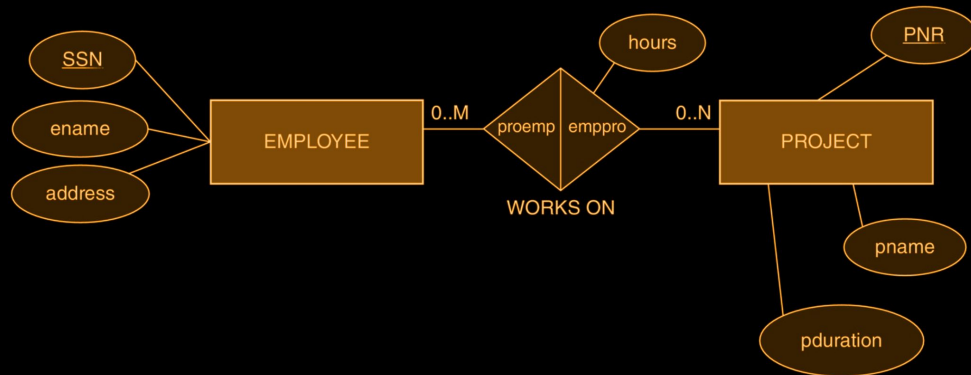 SSN
ename
address
EMPLOYEE
0..M
proemp
emppro
WORKS ON
hours
0..N
PROJECT
PNR
pname
pduration